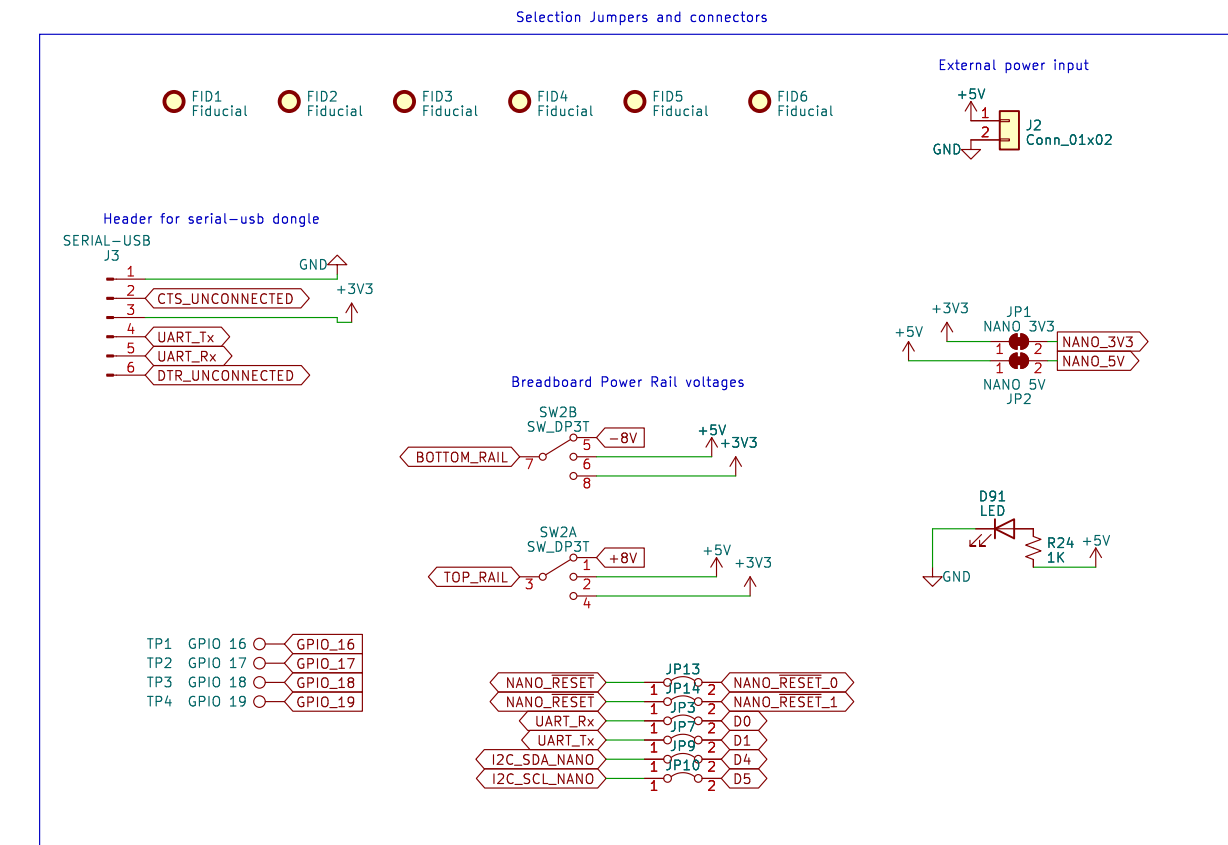 Selection Jumpers and connectors
External power input
FID1
Fiducial
FID2
Fiducial
FID3
Fiducial
FID4
Fiducial
FID5
Fiducial
FID6
Fiducial
+5V
1
2
GND
J2
Conn_01x02
Header for serial-usb dongle
SERIAL-USB
J3
1
GND
2
CTS_UNCONNECTED
3
+3V3
4
UART_Tx
5
UART_Rx
6
DTR_UNCONNECTED
+3V3
+5V
JP1
NANO 3V3
1
2
NANO_3V3
1
2
NANO_5V
NANO 5V
JP2
Breadboard Power Rail voltages
SW2B
SW_DP3T
BOTTOM_RAIL
7
5
-8V
6
+5V
8
+3V3
SW2A
SW_DP3T
TOP_RAIL
3
1
+8V
2
+5V
4
+3V3
D91
LED
R24
1K
+5V
GND
TP1 GPIO 16 GPIO_16
TP2 GPIO 17 GPIO_17
TP3 GPIO 18 GPIO_18
TP4 GPIO 19 GPIO_19
JP13
NANO_RESET 1 2 NANO_RESET_0
JP14
NANO_RESET 1 2 NANO_RESET_1
JP3
UART_Rx 1 2 D0
JP7
UART_Tx 1 2 D1
JP9
I2C_SDA_NANO 1 2 D4
JP10
I2C_SCL_NANO 1 2 D5